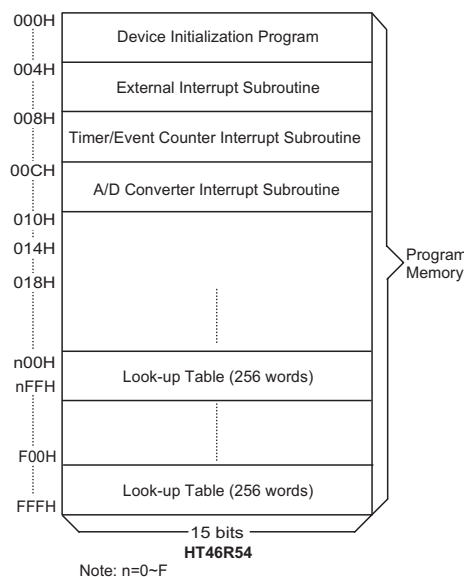 000H
Device Initialization Program
004H
External Interrupt Subroutine
008H
Timer/Event Counter Interrupt Subroutine
00CH
A/D Converter Interrupt Subroutine
010H
014H
018H
Program
Memory
n00H
Look-up Table (256 words)
nFFH
F00H
Look-up Table (256 words)
FFFH
15 bits
HT46R54
Note: n=0~F